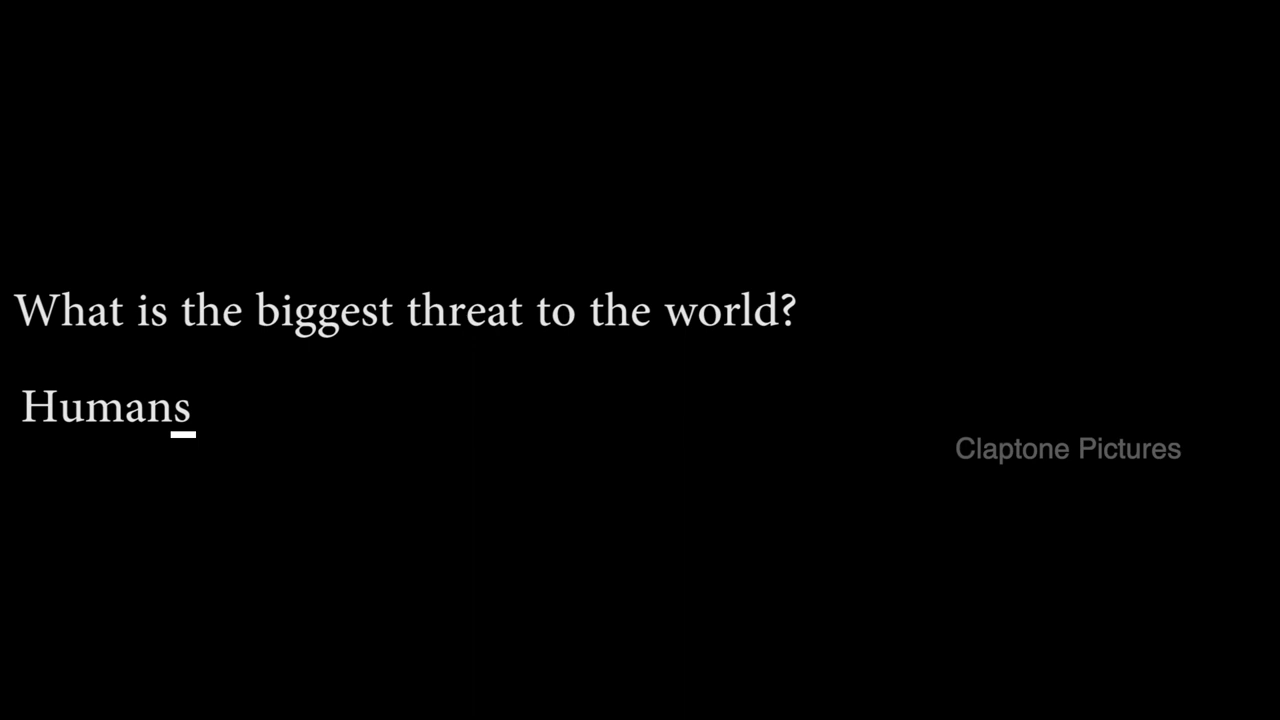 What is the biggest threat to the world?
Humans
Claptone Pictures